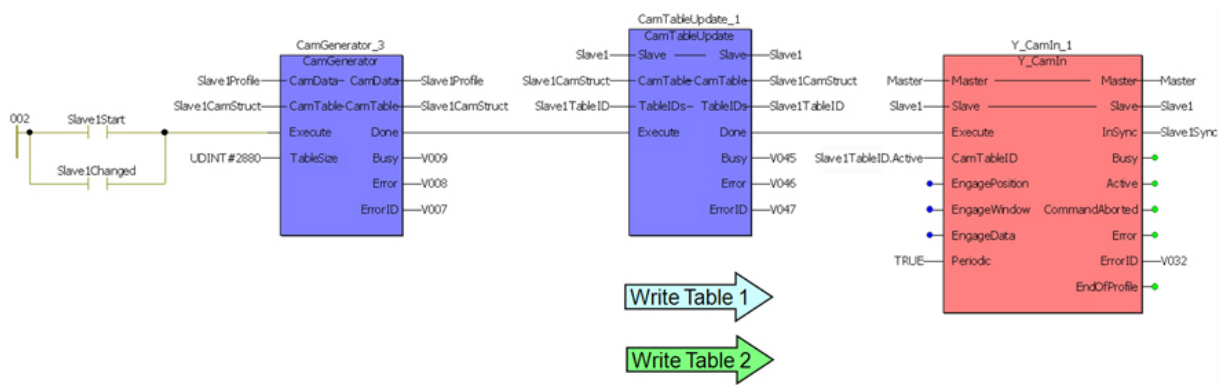 CamTableUpdate_1
CamGenerator_3 CamTableUpdate Y_CamIn_1
CamGenerator Slave1 Slave Slave Slave1 Y_CamIn
Slave1Profile CamData CamData Slave1Profile Slave1CamStruct CamTable CamTable Slave1CamStruct Master Master Master Master
Slave1CamStruct CamTable CamTable Slave1CamStruct Slave1TableID TableIDs TableIDs Slave1TableID Slave1 Slave Slave Slave1
002 Slave1Start Execute Done Execute Done Execute InSync Slave1Sync
UDINT#2880 TableSize Busy V009 Busy V045 Slave1TableID.Active CamTableID Busy
Slave1Changed Error V008 Error V046 EngagePosition Active
ErrorID V007 ErrorID V047 EngageWindow CommandAborted
EngageData Error
TRUE Periodic ErrorID V032
EndOfProfile
Write Table 1
Write Table 2